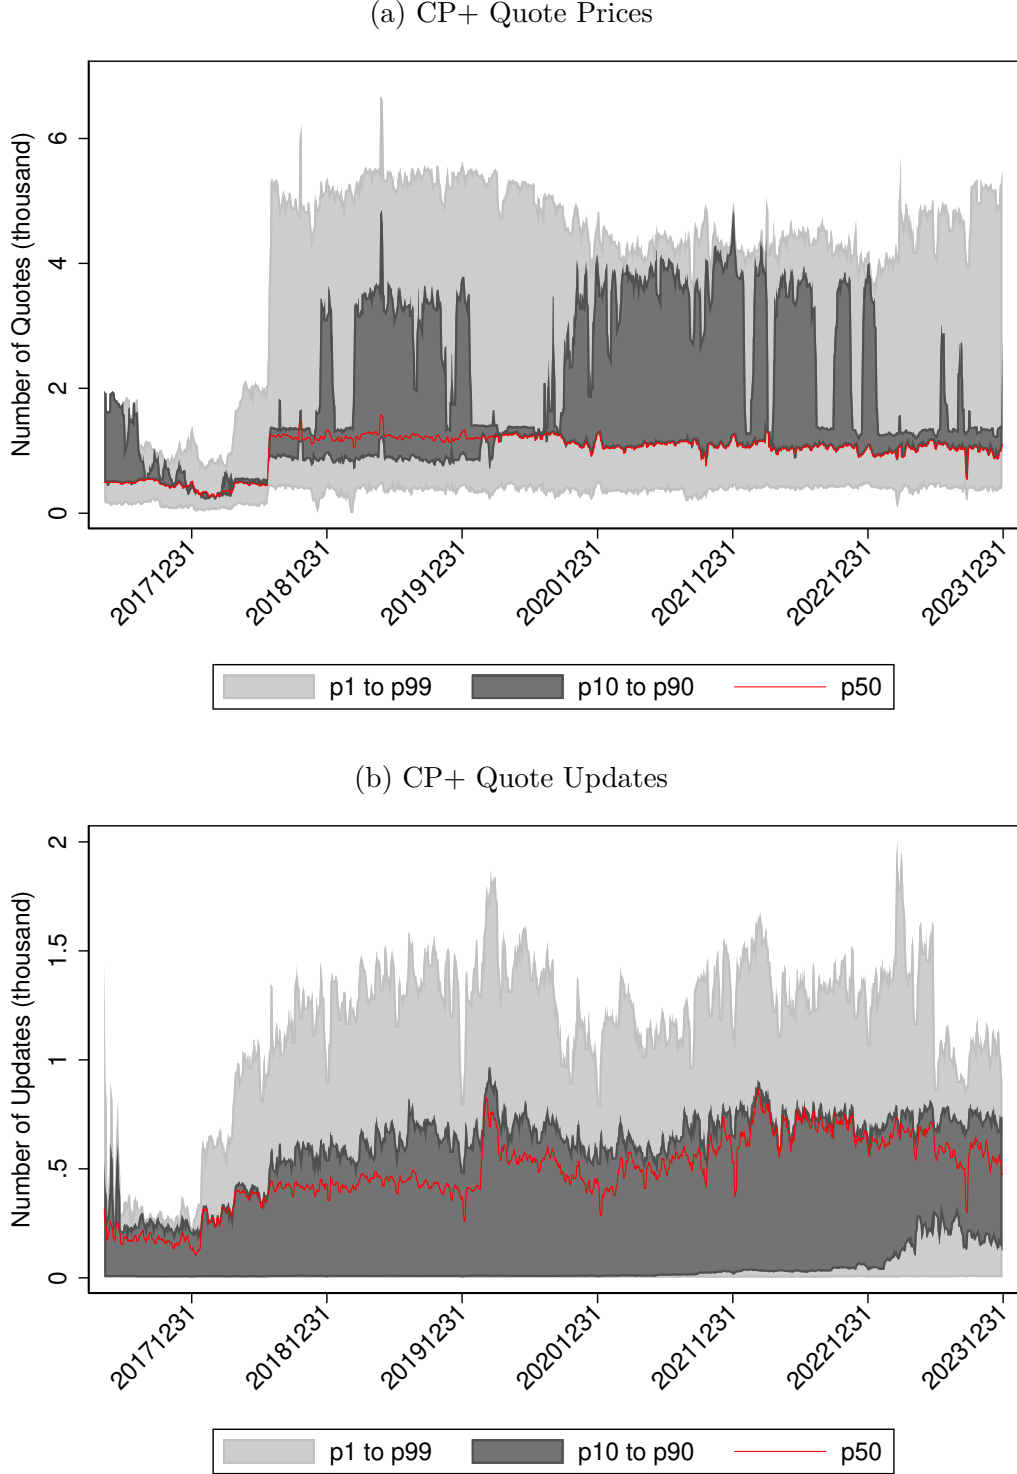 (a) CP+ Quote Prices
Number of Quotes (thousand)
6
4
2
0
20171231
20181231
20191231
20201231
20211231
20221231
20231231
p1 to p99
p10 to p90
p50
(b) CP+ Quote Updates
Number of Updates (thousand)
2
1.5
1
.5
0
20171231
20181231
20191231
20201231
20211231
20221231
20231231
p1 to p99
p10 to p90
p50